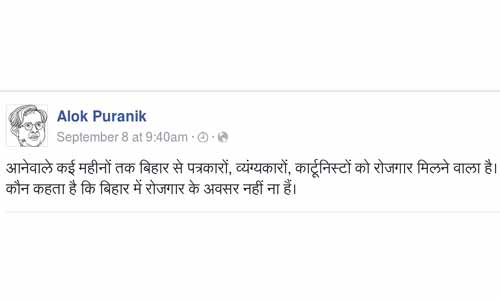 Alok Puranik
September 8 at 9:40am
आनेवाले कई महीनों तक बिहार से पत्रकारों, व्यंग्यकारों, कार्टूनिस्टों को रोजगार मिलने वाला है।
कौन कहता है कि बिहार में रोजगार के अवसर नहीं ना हैं।